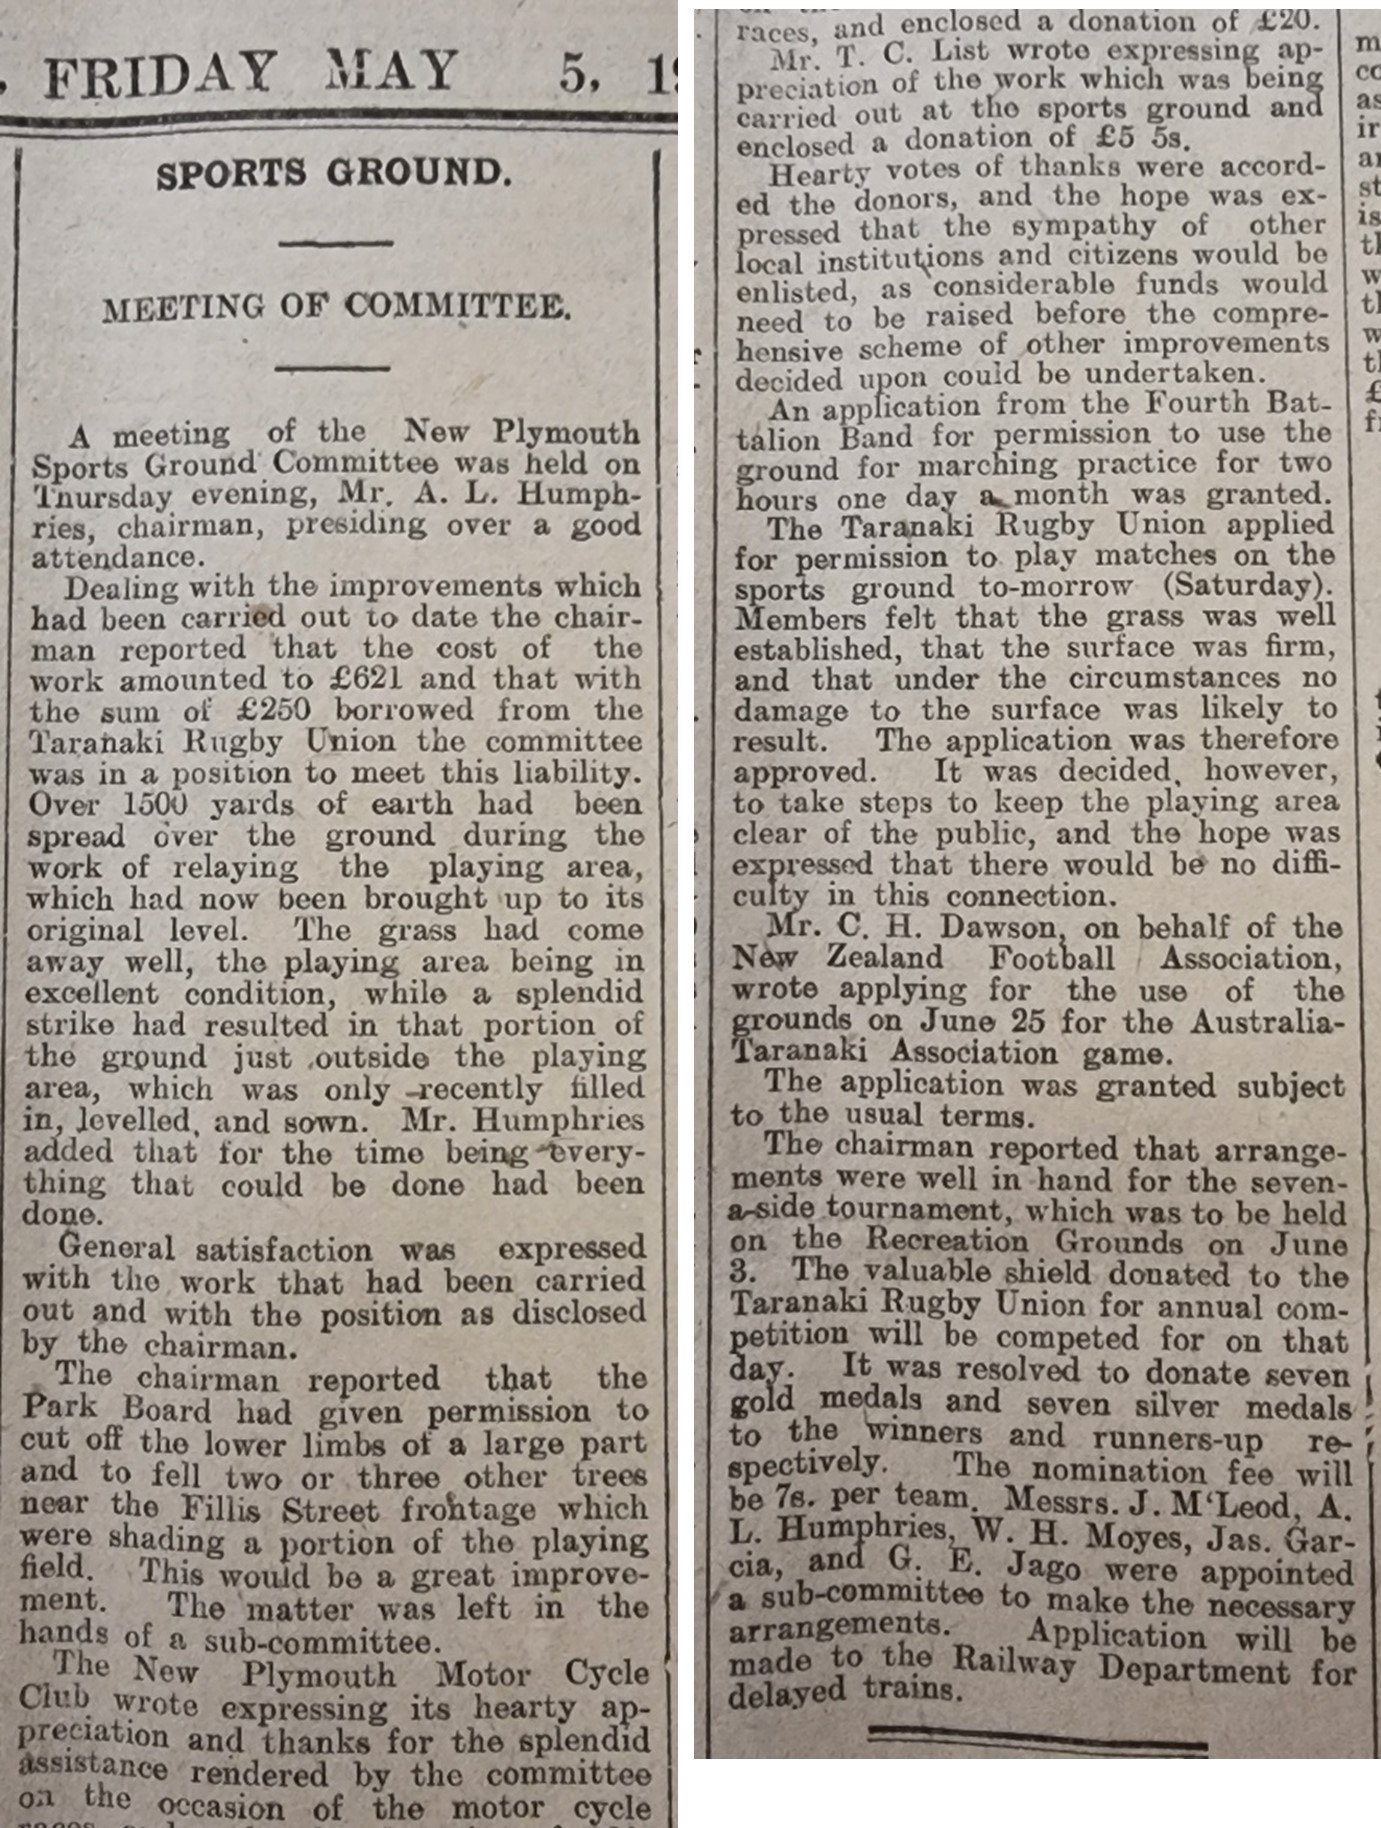 FRIDAY MAY 5,
SPORTS GROUND.
MEETING OF COMMITTEE.
A meeting of the New Plymouth
Sports Ground Committee was held on
Thursday evening, Mr. A. L. Humph-
ries, chairman, presiding over a good
attendance.
Dealing with the improvements which
had been carried out to date the chair-
man reported that the cost of the
work amounted to £621 and that with
the sum of £250 borrowed from the
Taranaki Rugby Union the committee
was in a position to meet this liability.
Over 1500 yards of earth had been
spread over the ground during the
work of relaying the playing area,
which had now been brought up to its
original level. The grass had come
away well, the playing area being in
excellent condition, while a splendid
strike had resulted in that portion of
the ground just outside the playing
area, which was only recently filled
in, levelled, and sown. Mr. Humphries
added that for the time being every-
thing that could be done had been
done.
General satisfaction was expressed
with the work that had been carried
out and with the position as disclosed
by the chairman.
The chairman reported that the
Park Board had given permission to
cut off the lower limbs of a large part
and to fell two or three other trees
near the Fillis Street frontage which
were shading a portion of the playing
field. This would be a great improve-
ment. The matter was left in the
hands of a sub-committee.
The New Plymouth Motor Cycle
Club wrote expressing its hearty ap-
preciation and thanks for the splendid
assistance rendered by the committee
on the occasion of the motor cycle
races, and enclosed a donation of £20.
Mr. T. C. List wrote expressing ap-
preciation of the work which was being
carried out at the sports ground and
enclosed a donation of £5 5s.
Hearty votes of thanks were accord-
ed the donors, and the hope was ex-
pressed that the sympathy of other
local institutions and citizens would be
enlisted, as considerable funds would
need to be raised before the compre-
hensive scheme of other improvements
decided upon could be undertaken.
An application from the Fourth Bat-
talion Band for permission to use the
ground for marching practice for two
hours one day a month was granted.
The Taranaki Rugby Union applied
for permission to play matches on the
sports ground to-morrow (Saturday).
Members felt that the grass was well
established, that the surface was firm,
and that under the circumstances no
damage to the surface was likely to
result. The application was therefore
approved. It was decided, however,
to take steps to keep the playing area
clear of the public, and the hope was
expressed that there would be no diffi-
culty in this connection.
Mr. C. H. Dawson, on behalf of the
New Zealand Football Association,
wrote applying for the use of the
grounds on June 25 for the Australia-
Taranaki Association game.
The application was granted subject
to the usual terms.
The chairman reported that arrange-
ments were well in hand for the seven-
a-side tournament, which was to be held
on the Recreation Grounds on June
3. The valuable shield donated to the
Taranaki Rugby Union for annual com-
petition will be competed for on that
day. It was resolved to donate seven
gold medals and seven silver medals
to the winners and runners-up re-
spectively. The nomination fee will
be 7s. per team. Messrs. J. M'Leod, A.
L. Humphries, W. H. Moyes, Jas. Gar-
cia, and G. E. Jago were appointed
a sub-committee to make the necessary
arrangements. Application will be
made to the Railway Department for
delayed trains.